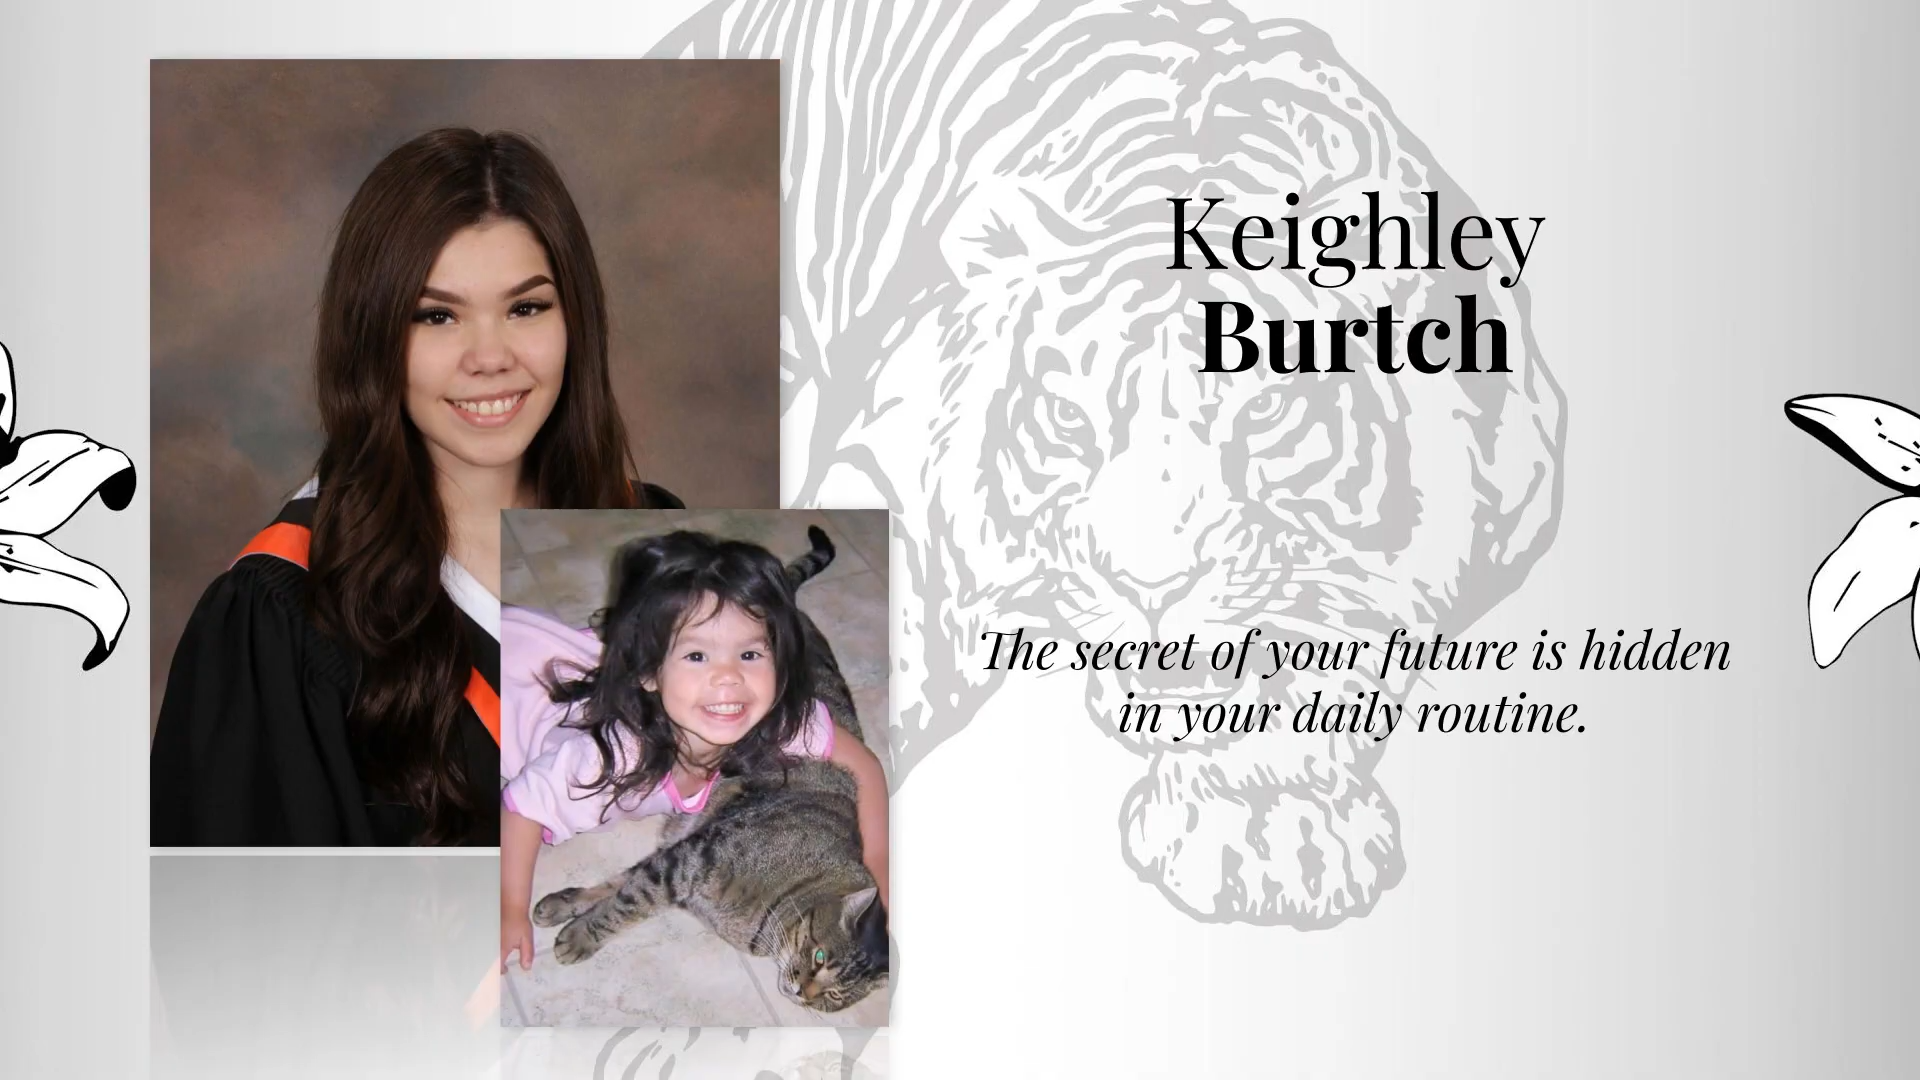 Keighley
Burtch
The secret of your future is hidden
in your daily routine.